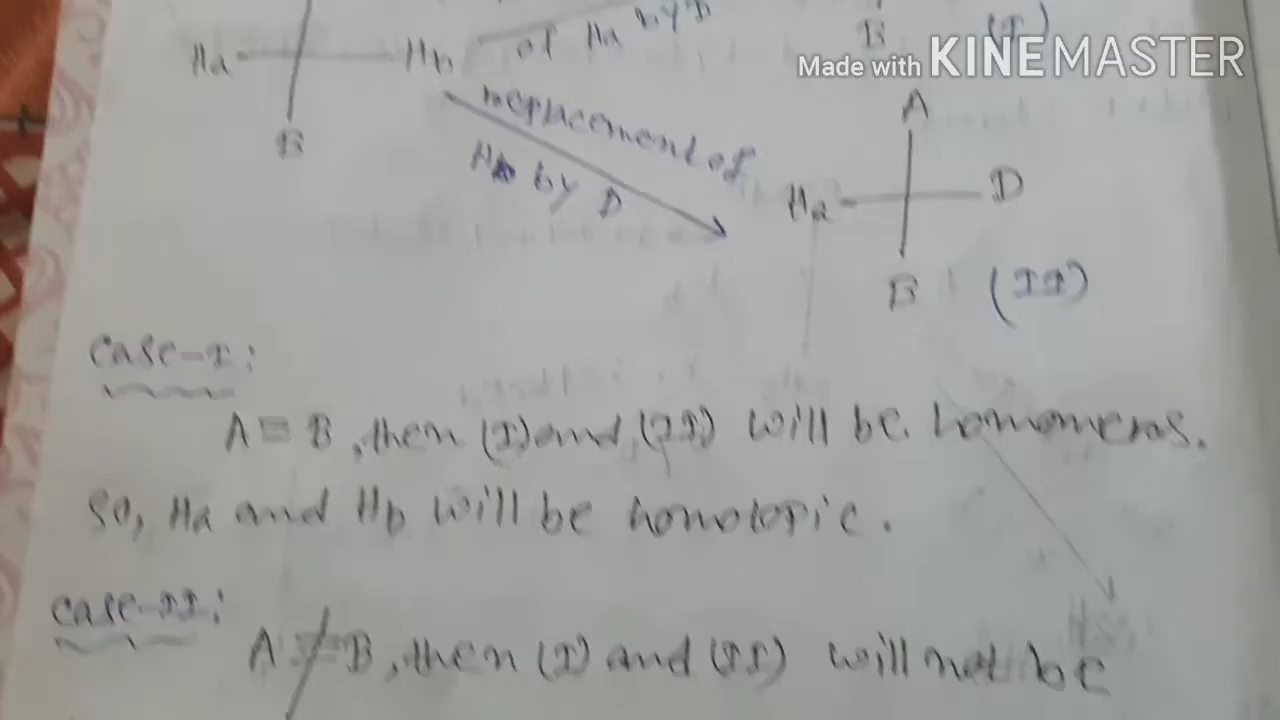 of Ha by D
B
(I)
Made with KINEMASTER
Ha
Hb
B
replacement of
Hb by D
A
Ha
D
B
(II)
Case-I:
A ≡ B, then (I) and (II) will be homomers.
So, Ha and Hb will be homotopic.
Case-II:
A ≢ B, then (I) and (II) will not be